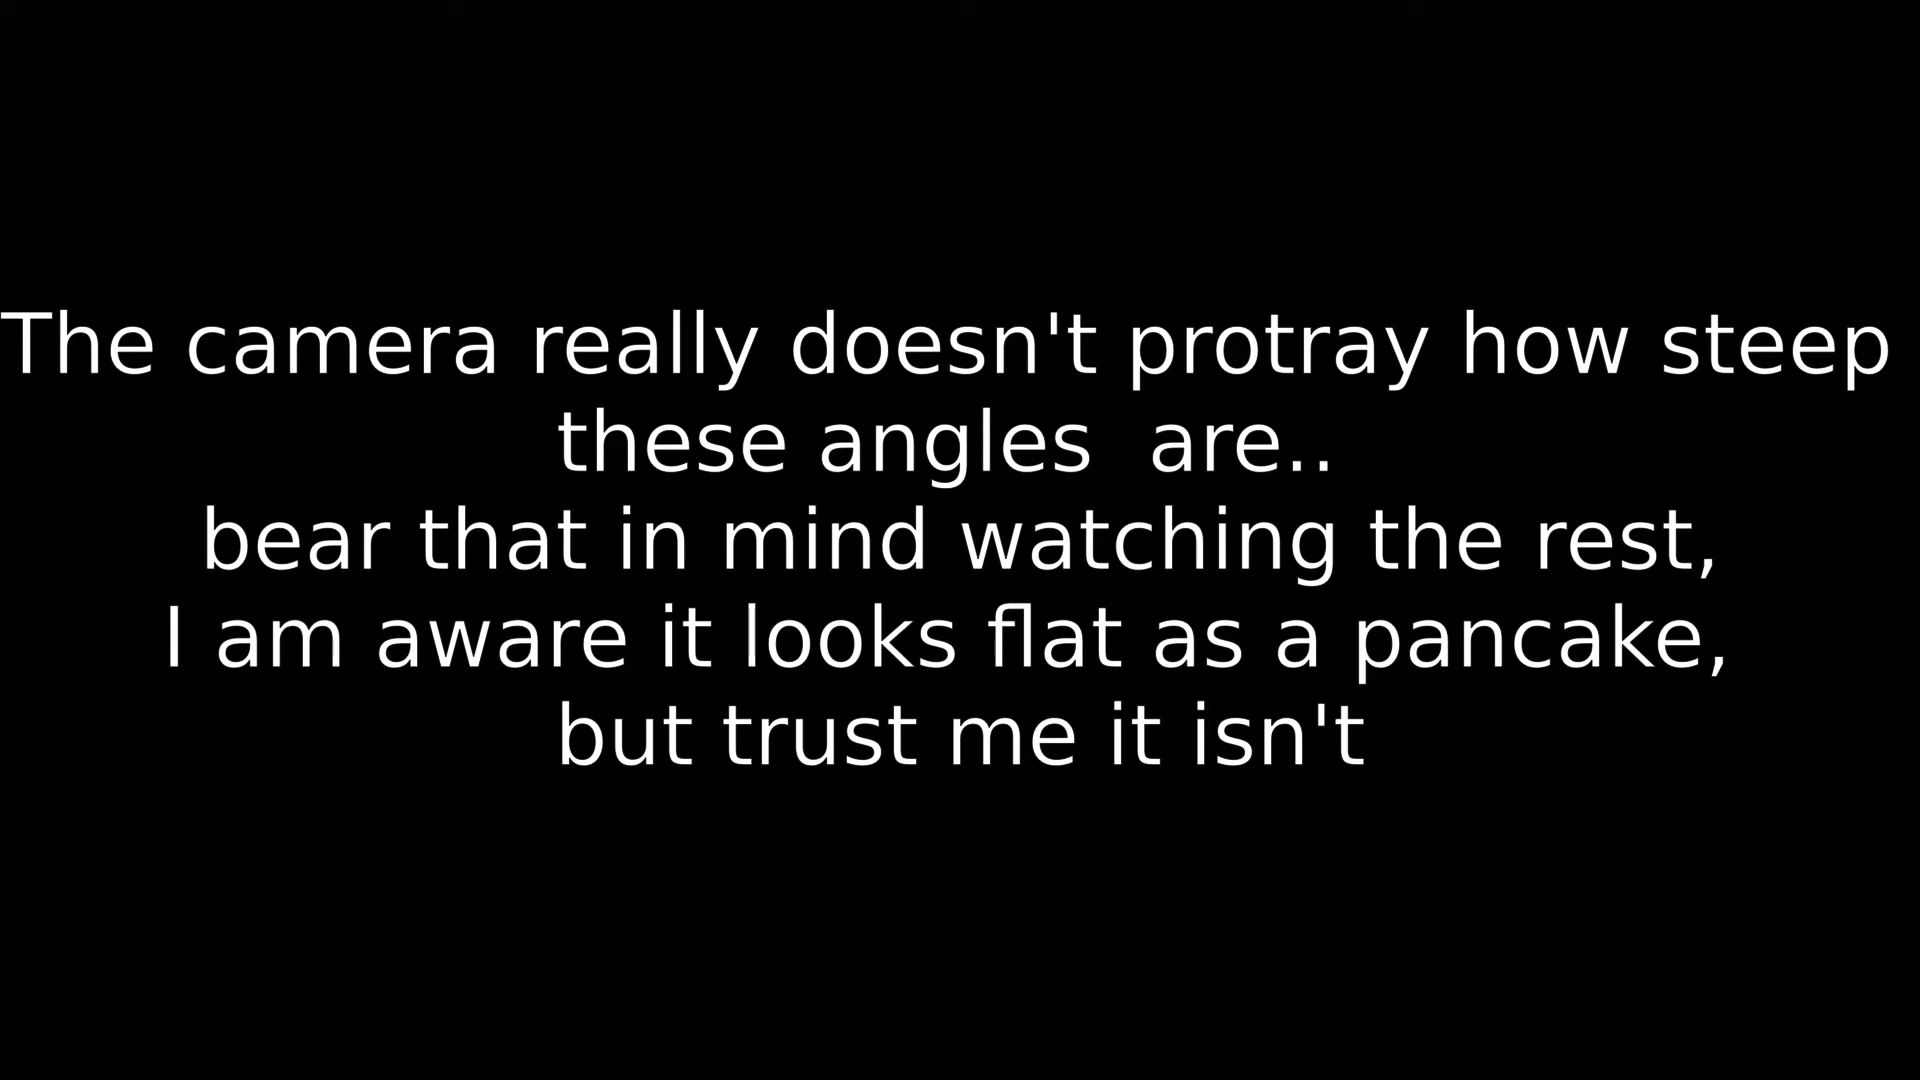 The camera really doesn't protray how steep
these angles  are..
bear that in mind watching the rest,
I am aware it looks flat as a pancake,
but trust me it isn't